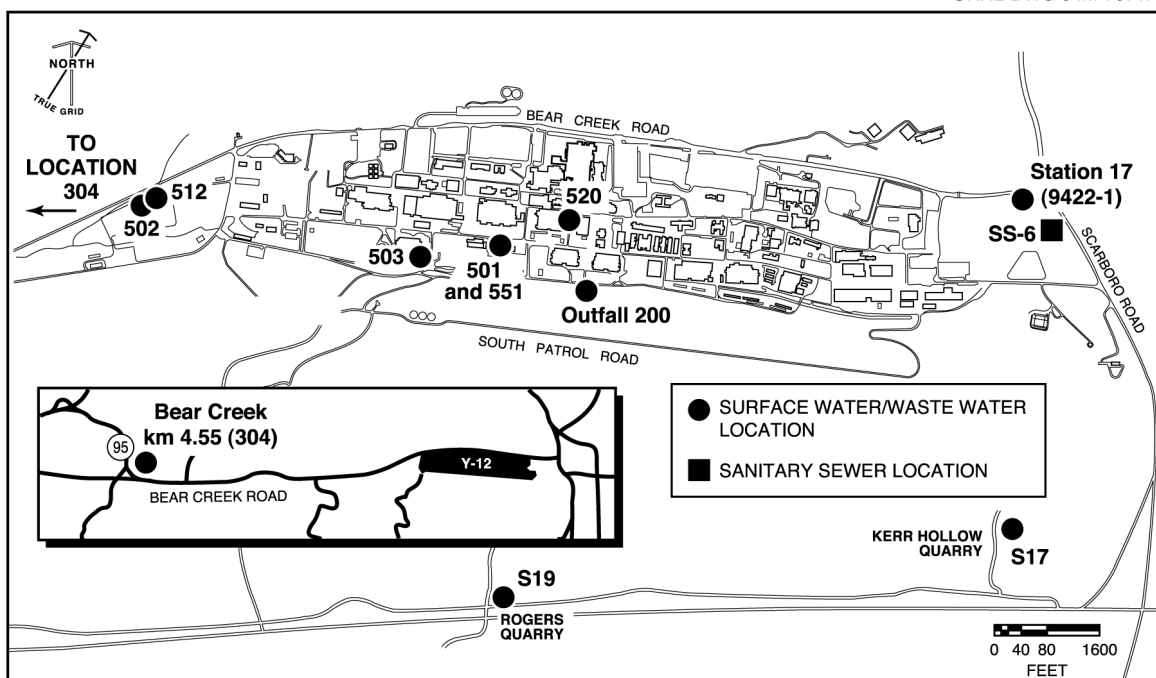 NORTH
TRUE GRID
TO
LOCATION
304
512
502
BEAR CREEK ROAD
520
503
501
and 551
Outfall 200
SOUTH PATROL ROAD
Station 17
(9422-1)
SS-6
SCARBORO ROAD
Bear Creek
km 4.55 (304)
95
Y-12
BEAR CREEK ROAD
SURFACE WATER/WASTE WATER
LOCATION
SANITARY SEWER LOCATION
KERR HOLLOW
QUARRY
S17
S19
ROGERS
QUARRY
0 40 80 1600
FEET